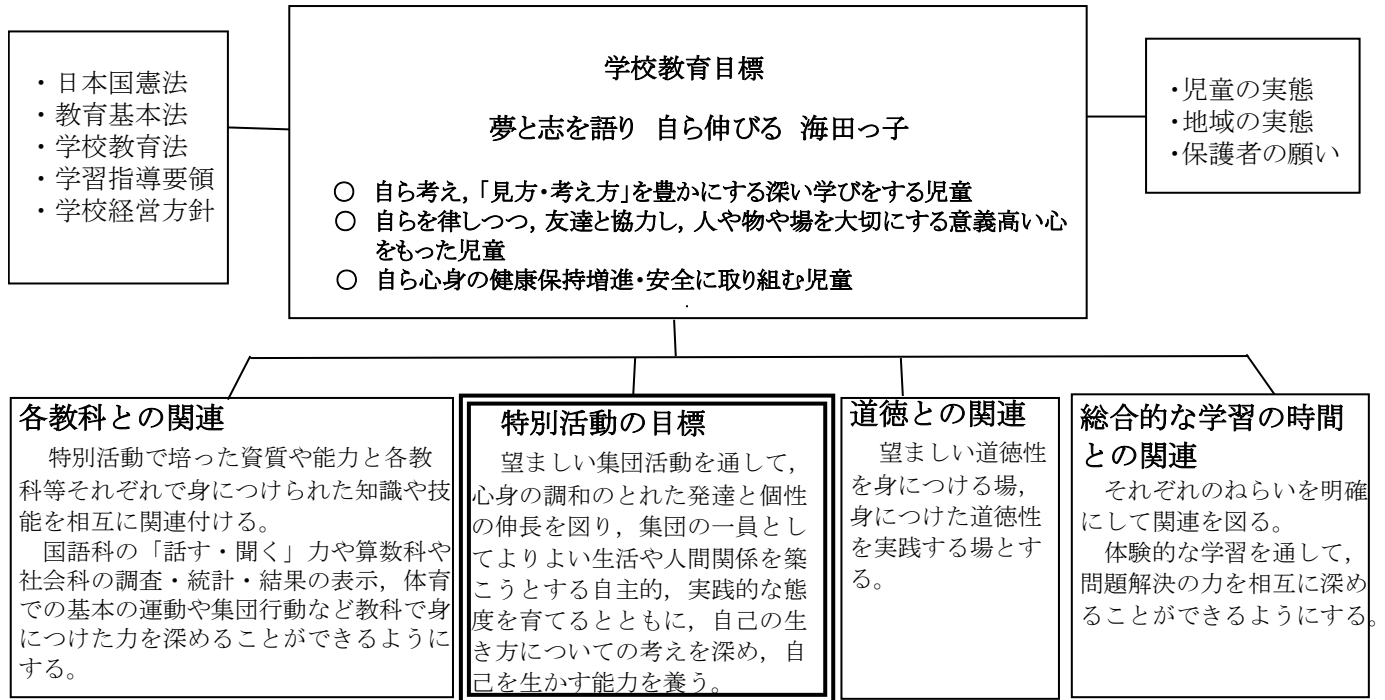 ・日本国憲法
・教育基本法
・学校教育法
・学習指導要領
・学校経営方針
学校教育目標
夢と志を語り 自ら伸びる 海田っ子
○ 自ら考え，「見方・考え方」を豊かにする深い学びをする児童
○ 自らを律しつつ，友達と協力し，人や物や場を大切にする意義高い心
をもった児童
○ 自ら心身の健康保持増進・安全に取り組む児童
・児童の実態
・地域の実態
・保護者の願い
各教科との関連
特別活動で培った資質や能力と各教
科等それぞれで身につけられた知識や技
能を相互に関連付ける。
国語科の「話す・聞く」力や算数科や
社会科の調査・統計・結果の表示，体育
での基本の運動や集団行動など教科で身
につけた力を深めることができるように
する。
特別活動の目標
望ましい集団活動を通して，
心身の調和のとれた発達と個性
の伸長を図り，集団の一員とし
てよりよい生活や人間関係を築
こうとする自主的，実践的な態
度を育てるとともに，自己の生
き方についての考えを深め，自
己を生かす能力を養う。
道徳との関連
望ましい道徳性
を身につける場，
身につけた道徳性
を実践する場とす
る。
総合的な学習の時間
との関連
それぞれのねらいを明確
にして関連を図る。
体験的な学習を通して，
問題解決の力を相互に深め
ることができるようにする。